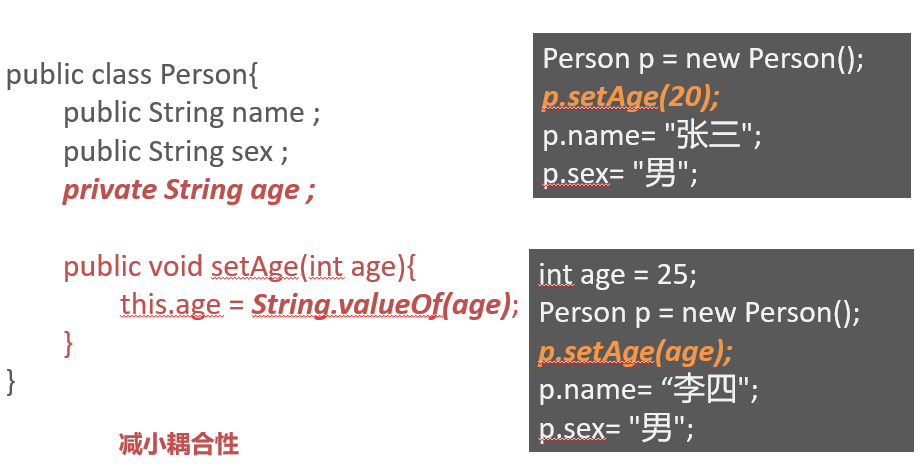 public class Person{
public String name ;
public String sex ;
private String age ;
public void setAge(int age){
this.age = String.valueOf(age);
}
}
减小耦合性
Person p = new Person();
p.setAge(20);
p.name= "张三";
p.sex= "男";
int age = 25;
Person p = new Person();
p.setAge(age);
p.name= “李四";
p.sex= "男";